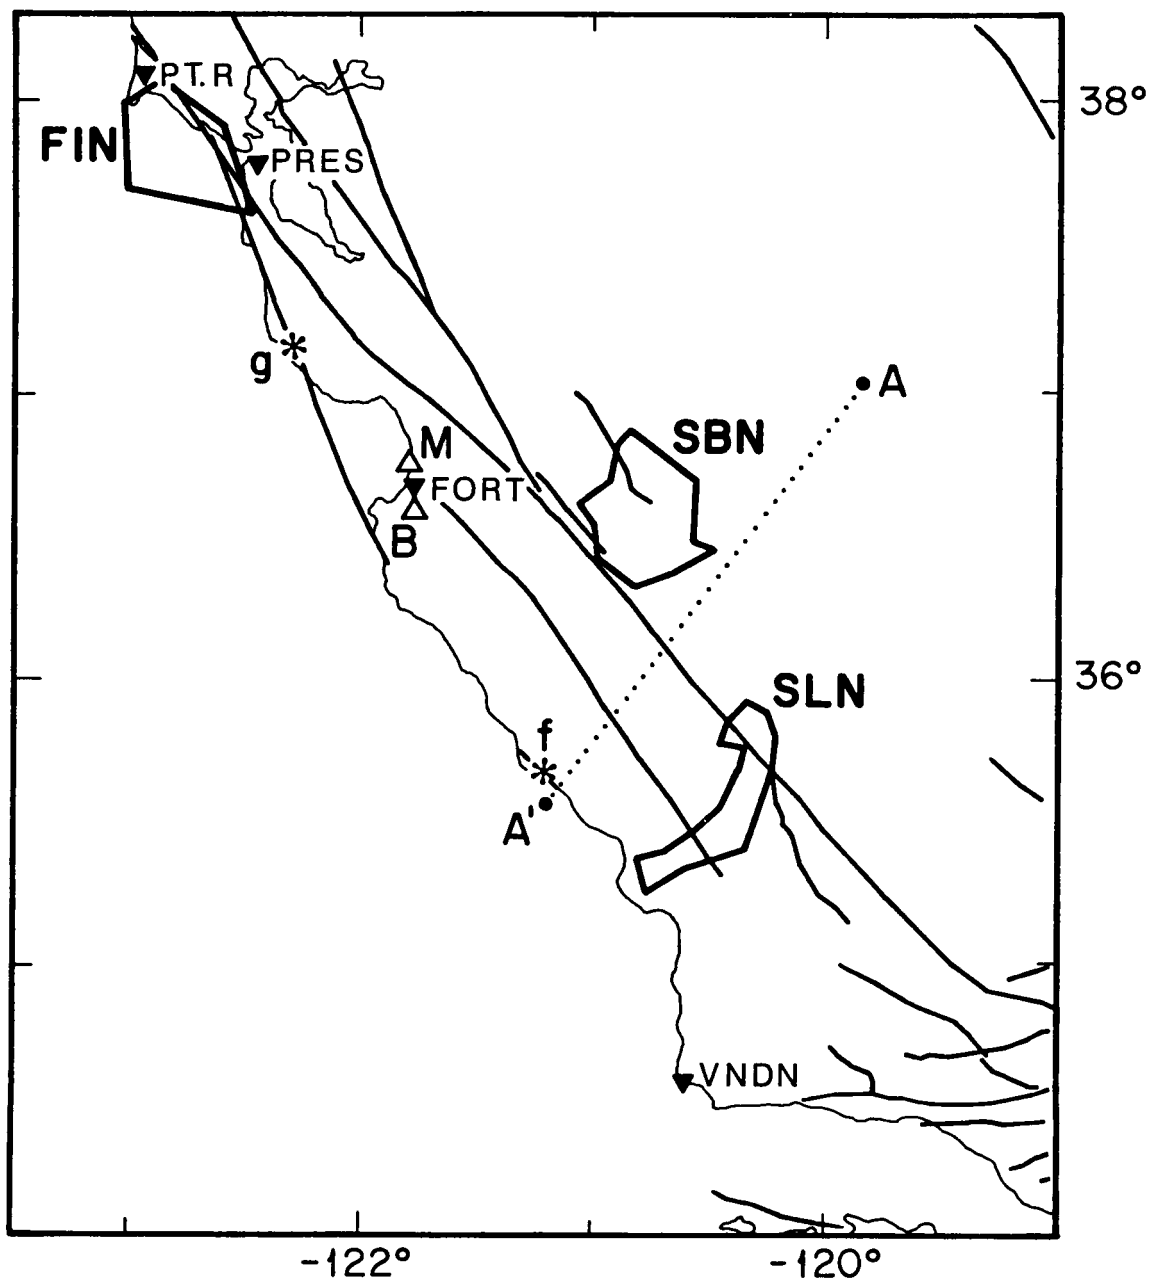 PT.R
38°
FIN
PRES
g
A
M
SBN
FORT
B
36°
SLN
f
A'
VNDN
-122°
-120°